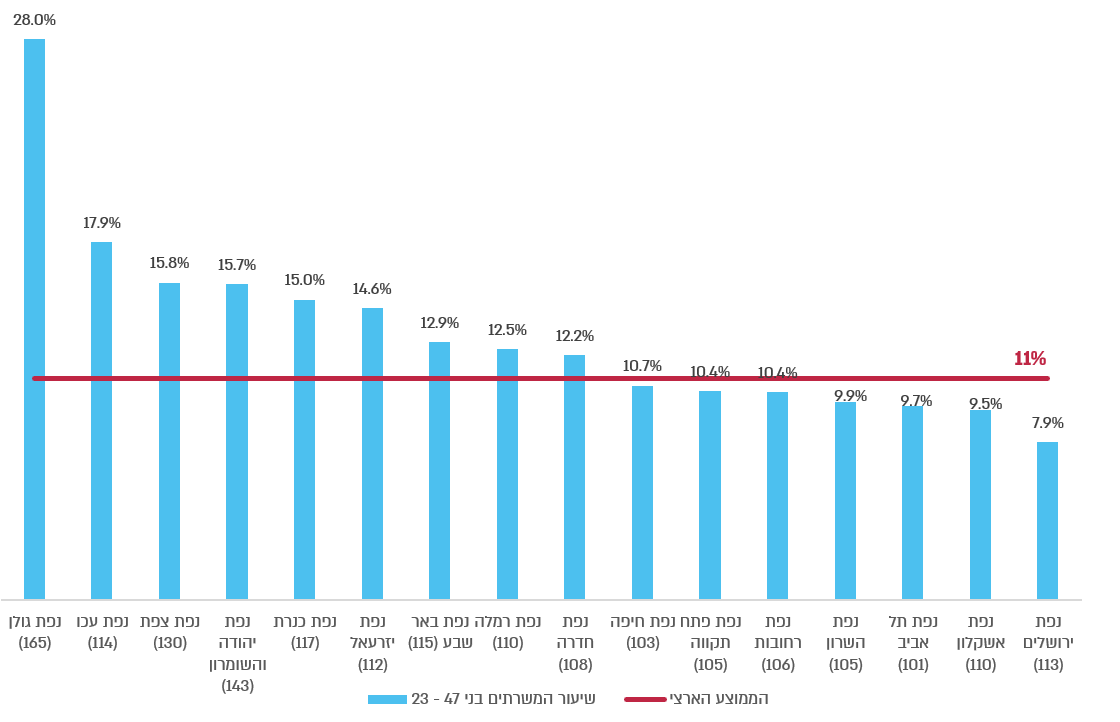 28.0%
17.9%
15.8%
15.7%
15.0%
14.6%
12.9%
12.5%
12.2%
10.7%
10.4%
10.4%
9.9%
9.7%
9.5%
7.9%
11%
נפת גולן
(165)
נפת עכו
(114)
נפת צפת
(130)
נפת
יהודה
והשומרון
(143)
נפת כנרת
(117)
נפת
יזרעאל
(112)
נפת באר
שבע (115)
נפת רמלה
(110)
נפת
חדרה
(108)
נפת חיפה
(103)
נפת פתח
תקווה
(105)
נפת
רחובות
(106)
נפת
השרון
(105)
נפת תל
אביב
(101)
נפת
אשקלון
(110)
נפת
ירושלים
(113)
שיעור המשרתים בני 47 - 23
הממוצע הארצי